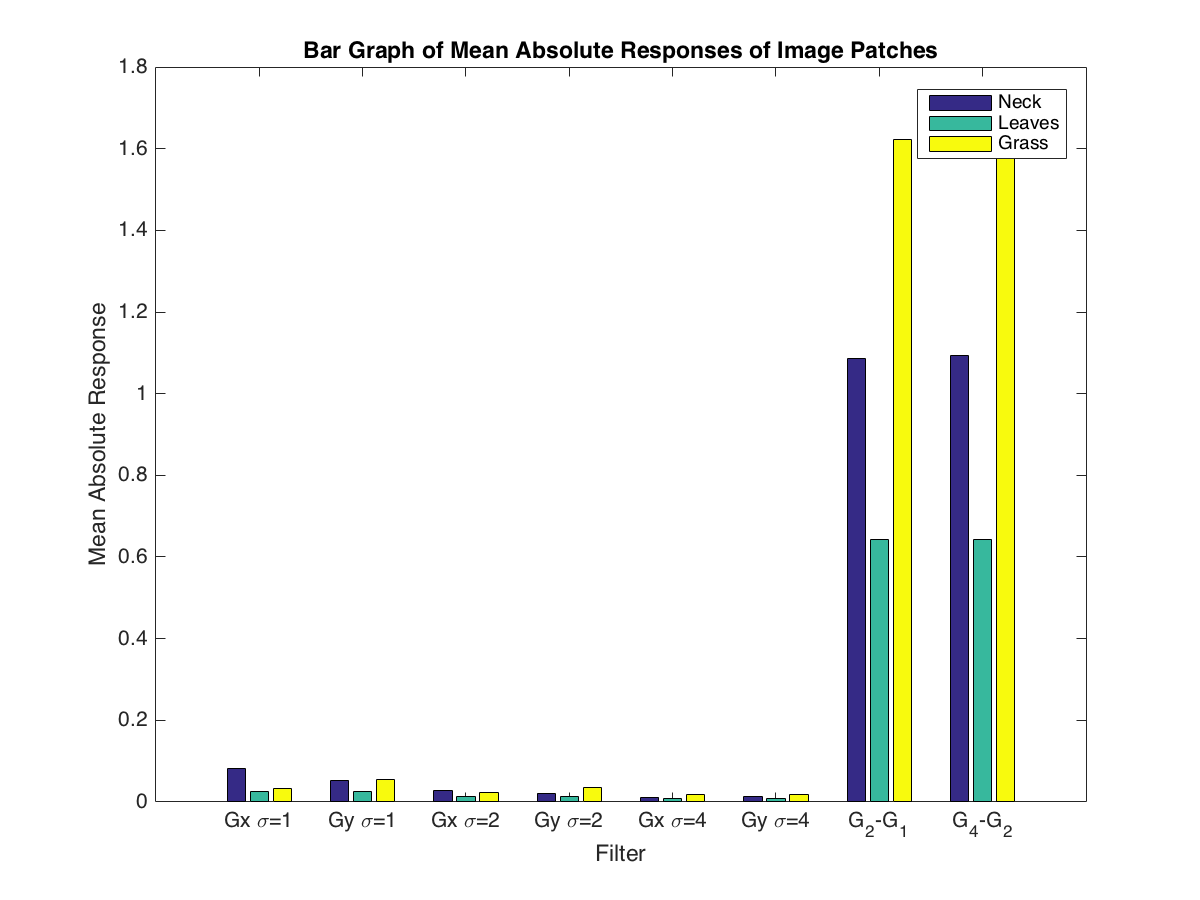 Bar Graph of Mean Absolute Responses of Image Patches
1.8
1.6
1.4
1.2
1
0.8
0.6
0.4
0.2
0
Mean Absolute Response
Neck
Leaves
Grass
Gx σ=1 Gy σ=1 Gx σ=2 Gy σ=2 Gx σ=4 Gy σ=4 G₂-G₁ G₄-G₂
Filter